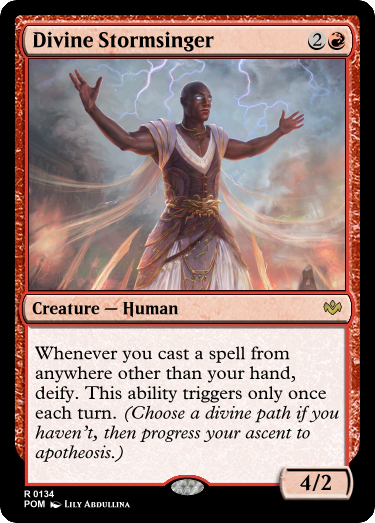 Divine Stormsinger 2
Creature — Human
Whenever you cast a spell from
anywhere other than your hand,
deify. This ability triggers only once
each turn. (Choose a divine path if you
haven't, then progress your ascent to
apotheosis.)
4/2
R 0134
POM Lily Abdullina